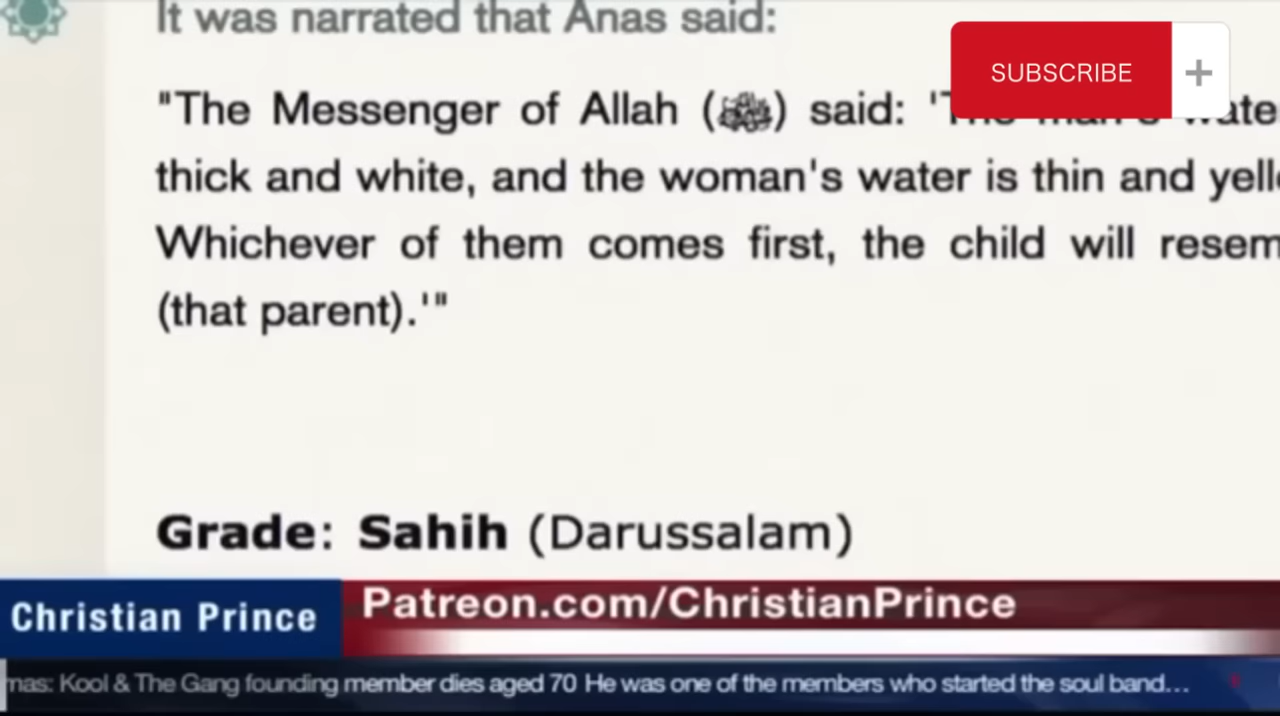 It was narrated that Anas said:
SUBSCRIBE +
"The Messenger of Allah (ﷺ) said: 'The man's
thick and white, and the woman's water is thin and
Whichever of them comes first, the child will
(that parent).'"
Grade: Sahih (Darussalam)
Christian Prince
Patreon.com/ChristianPrince
Kool & The Gang founding member dies aged 70 He was one of the members who started the soul band...